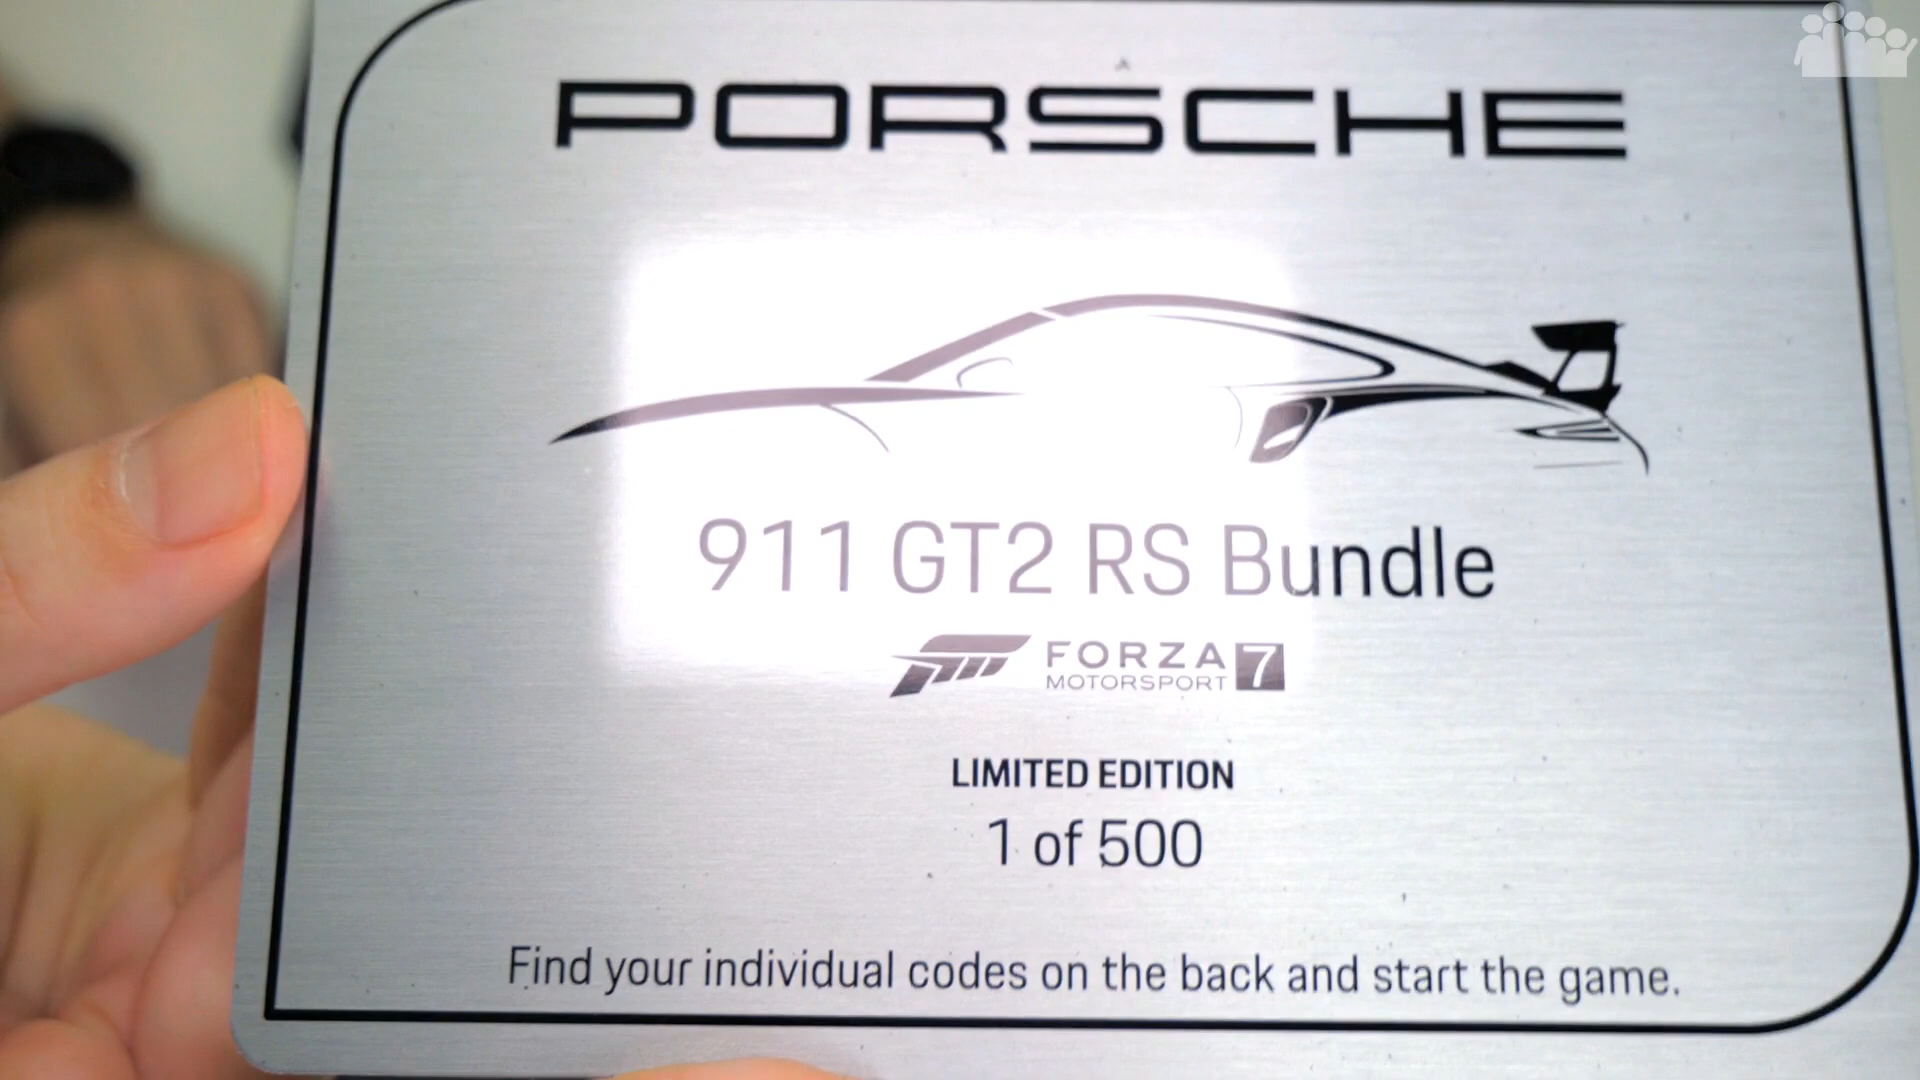 PORSCHE
911 GT2 RS Bundle
FORZA
MOTORSPORT 7
LIMITED EDITION
1 of 500
Find your individual codes on the back and start the game.